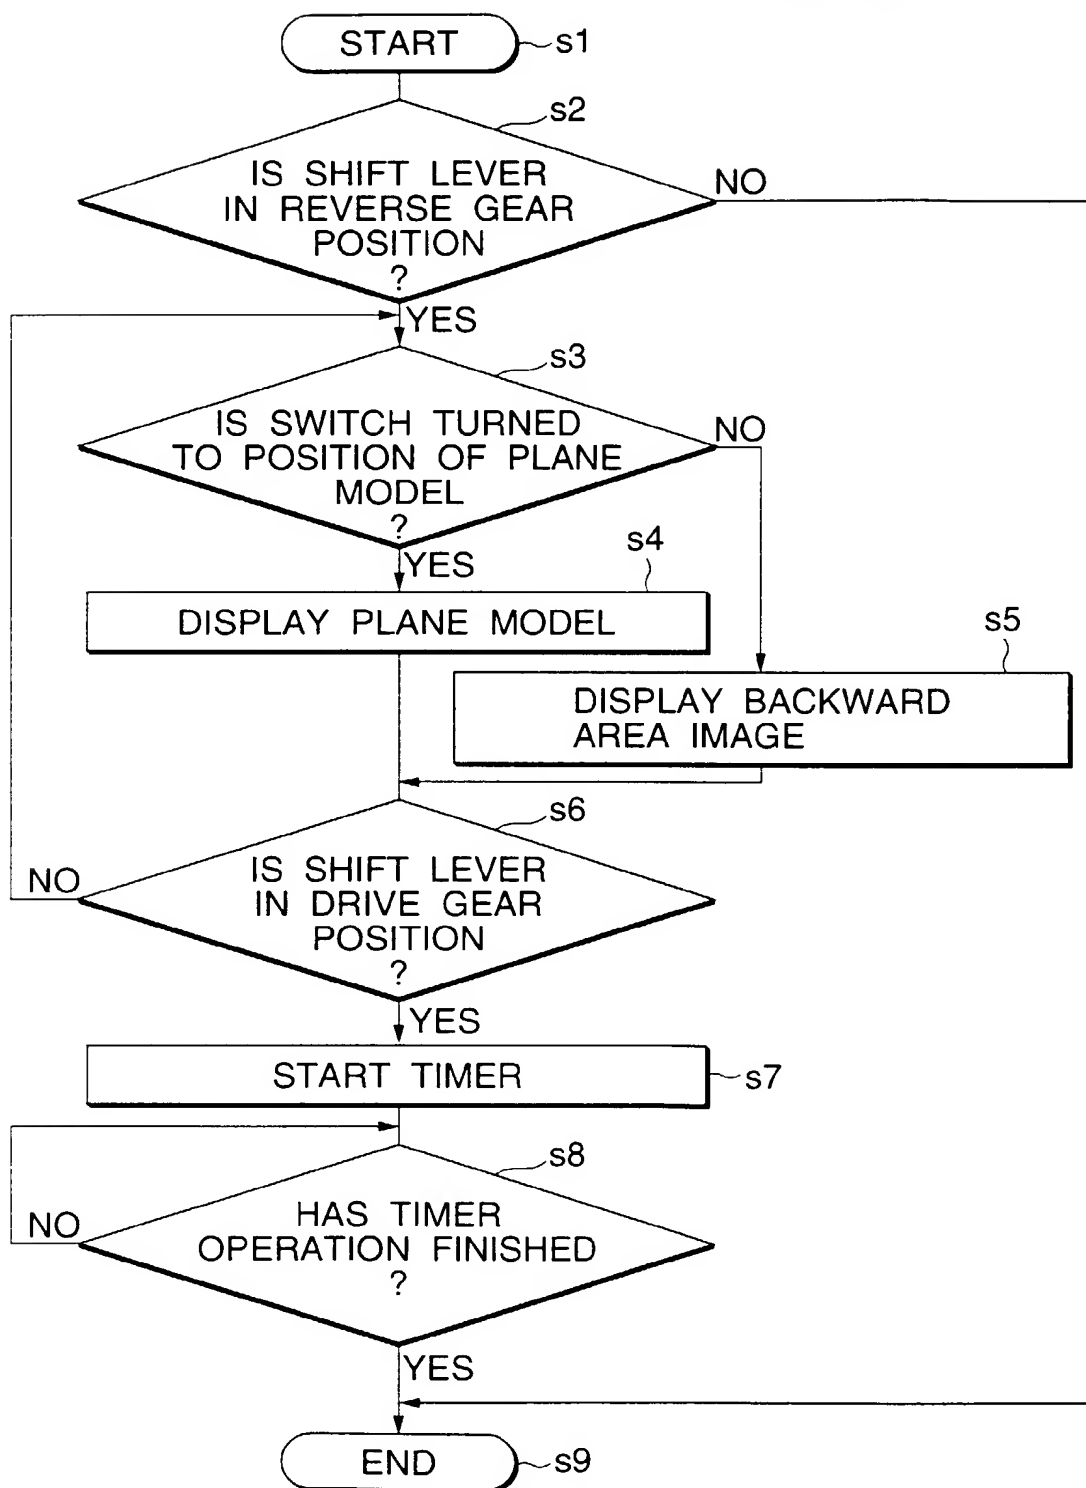 START
s1
s2
IS SHIFT LEVER
IN REVERSE GEAR
POSITION
?
NO
YES
s3
IS SWITCH TURNED
TO POSITION OF PLANE
MODEL
?
NO
YES
s4
DISPLAY PLANE MODEL
s5
DISPLAY BACKWARD
AREA IMAGE
s6
IS SHIFT LEVER
IN DRIVE GEAR
POSITION
?
NO
YES
START TIMER
s7
s8
HAS TIMER
OPERATION FINISHED
?
NO
YES
END
s9